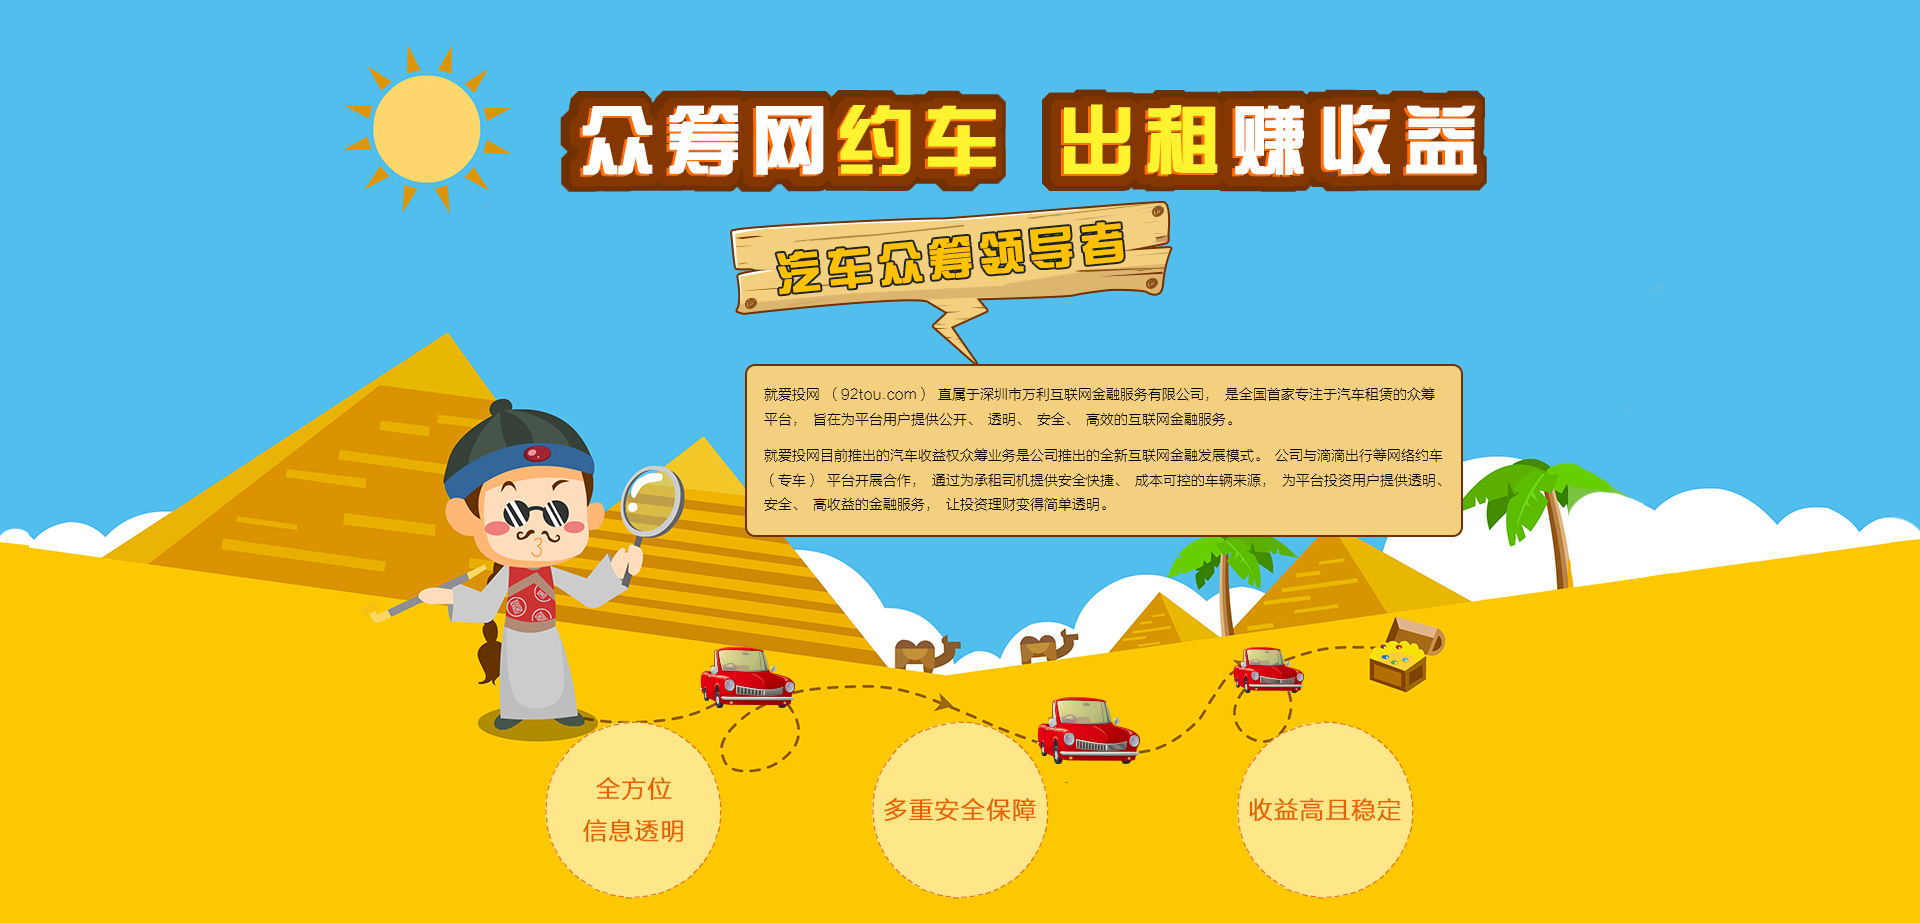 众筹网约车 出租赚收益
汽车众筹领导者
就爱投网 （92tou.com） 直属于深圳市万利互联网金融服务有限公司， 是全国首家专注于汽车租赁的众筹
平台， 旨在为平台用户提供公开、 透明、 安全、 高效的互联网金融服务。
就爱投网目前推出的汽车收益权众筹业务是公司推出的全新互联网金融发展模式。 公司与滴滴出行等网络约车
（专车） 平台开展合作， 通过为承租司机提供安全快捷、 成本可控的车辆来源， 为平台投资用户提供透明、
安全、 高收益的金融服务， 让投资理财变得简单透明。
全方位
信息透明
多重安全保障
收益高且稳定